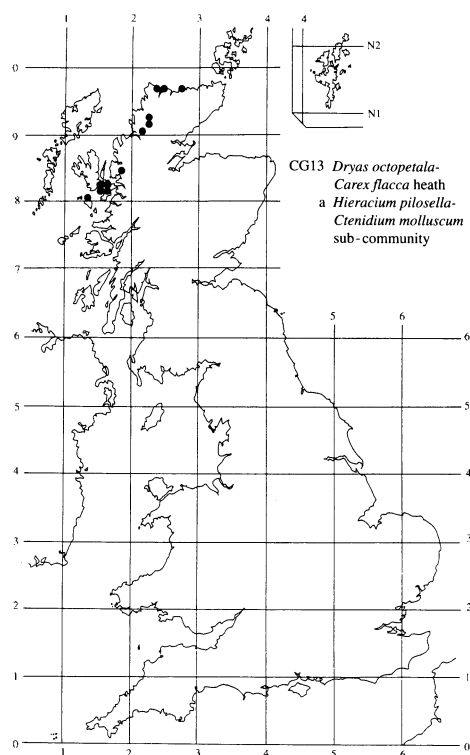 1 2 3 4
4
N2
0
N1
9
CG13 Dryas octopetala-
Carex flacca heath
a Hieracium pilosella-
Ctenidium molluscum
sub-community
8
7
6 5 6 6
5 5
4 4
3 3
2 2
1 1
0 0
1 2 3 4 5 6